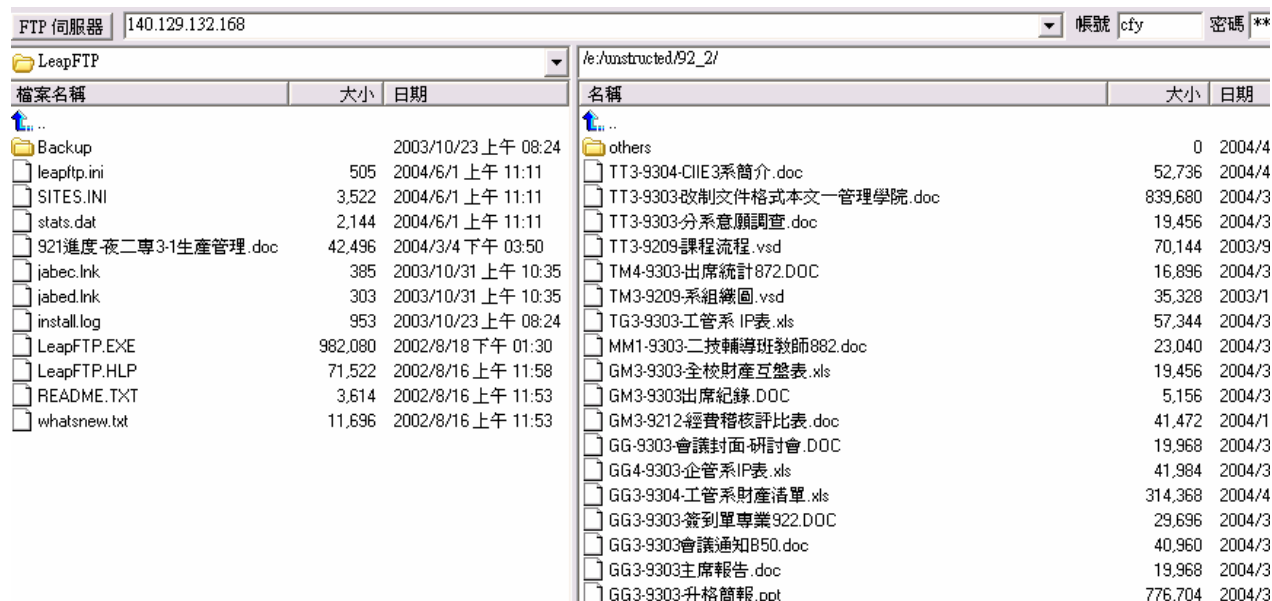 FTP 伺服器 140.129.132.168 帳號 cfy 密碼 **
LeapFTP
檔案名稱 大小 日期
..
Backup 2003/10/23 上午 08:24
leapftp.ini 505 2004/6/1 上午 11:11
SITES.INI 3,522 2004/6/1 上午 11:11
stats.dat 2,144 2004/6/1 上午 11:11
921進度-夜二專3-1生產管理.doc 42,496 2004/3/4 下午 03:50
jabec.lnk 385 2003/10/31 上午 10:35
jabed.lnk 303 2003/10/31 上午 10:35
install.log 953 2003/10/23 上午 08:24
LeapFTP.EXE 982,080 2002/8/18 下午 01:30
LeapFTP.HLP 71,522 2002/8/16 上午 11:58
README.TXT 3,614 2002/8/16 上午 11:53
whatsnew.txt 11,696 2002/8/16 上午 11:53
/e:/unstructed/92_2/
名稱 大小 日期
..
others 0 2004/4
TT3-9304-CIIE3系簡介.doc 52,736 2004/4
TT3-9303-改制文件格式本文一管理學院.doc 839,680 2004/3
TT3-9303-分系意願調查.doc 19,456 2004/3
TT3-9209-課程流程.vsd 70,144 2003/9
TM4-9303-出席統計872.DOC 16,896 2004/3
TM3-9209-系組織圖.vsd 35,328 2003/1
TG3-9303-工管系 IP表.xls 57,344 2004/3
MM1-9303-二技輔導班教師882.doc 23,040 2004/3
GM3-9303-全校財產互盤表.xls 19,456 2004/3
GM3-9303出席紀錄.DOC 5,156 2004/3
GM3-9212-經費稽核評比表.doc 41,472 2004/1
GG-9303-會議封面-研討會.DOC 19,968 2004/3
GG4-9303-企管系IP表.xls 41,984 2004/3
GG3-9304-工管系財產清單.xls 314,368 2004/4
GG3-9303-簽到單專業922.DOC 29,696 2004/3
GG3-9303會議通知B50.doc 40,960 2004/3
GG3-9303主席報告.doc 19,968 2004/3
GG3-9303-升格簡報.ppt 776,704 2004/3